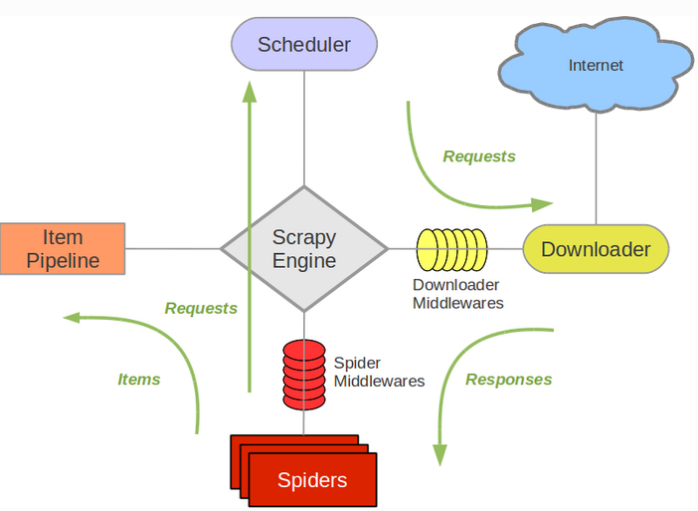 Scheduler
Internet
Requests
Item
Pipeline
Scrapy
Engine
Downloader
Downloader
Middlewares
Requests
Spider
Middlewares
Items
Responses
Spiders